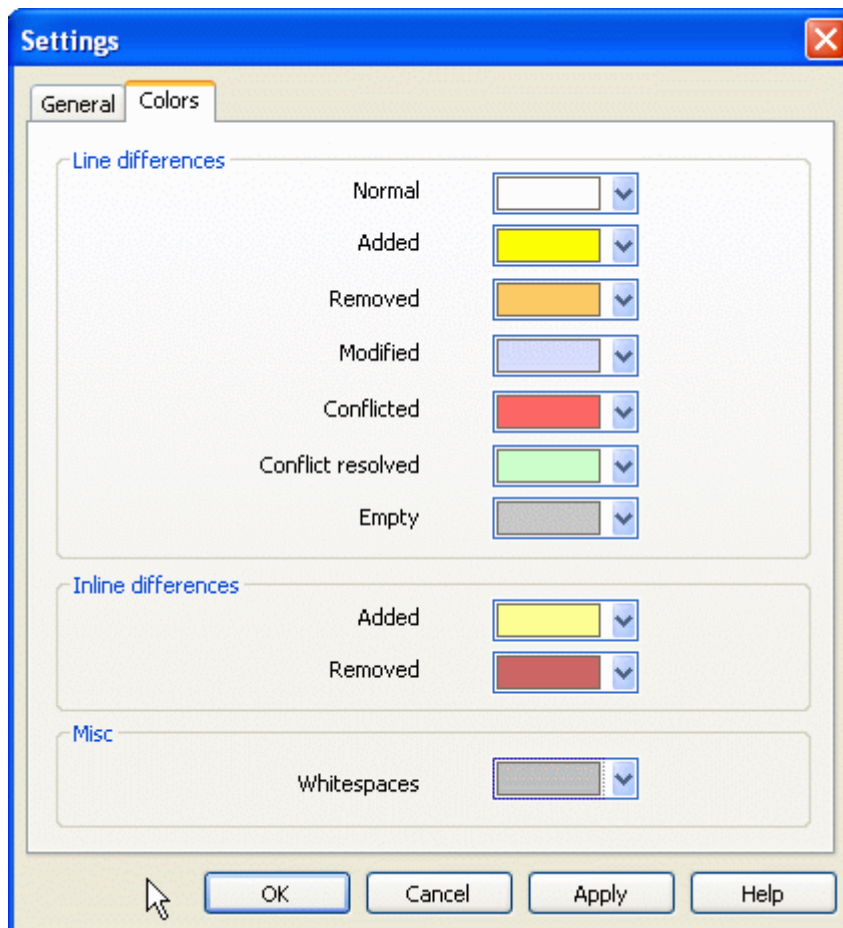 Settings
General Colors
Line differences
Normal
Added
Removed
Modified
Conflicted
Conflict resolved
Empty
Inline differences
Added
Removed
Misc
Whitespaces
OK Cancel Apply Help